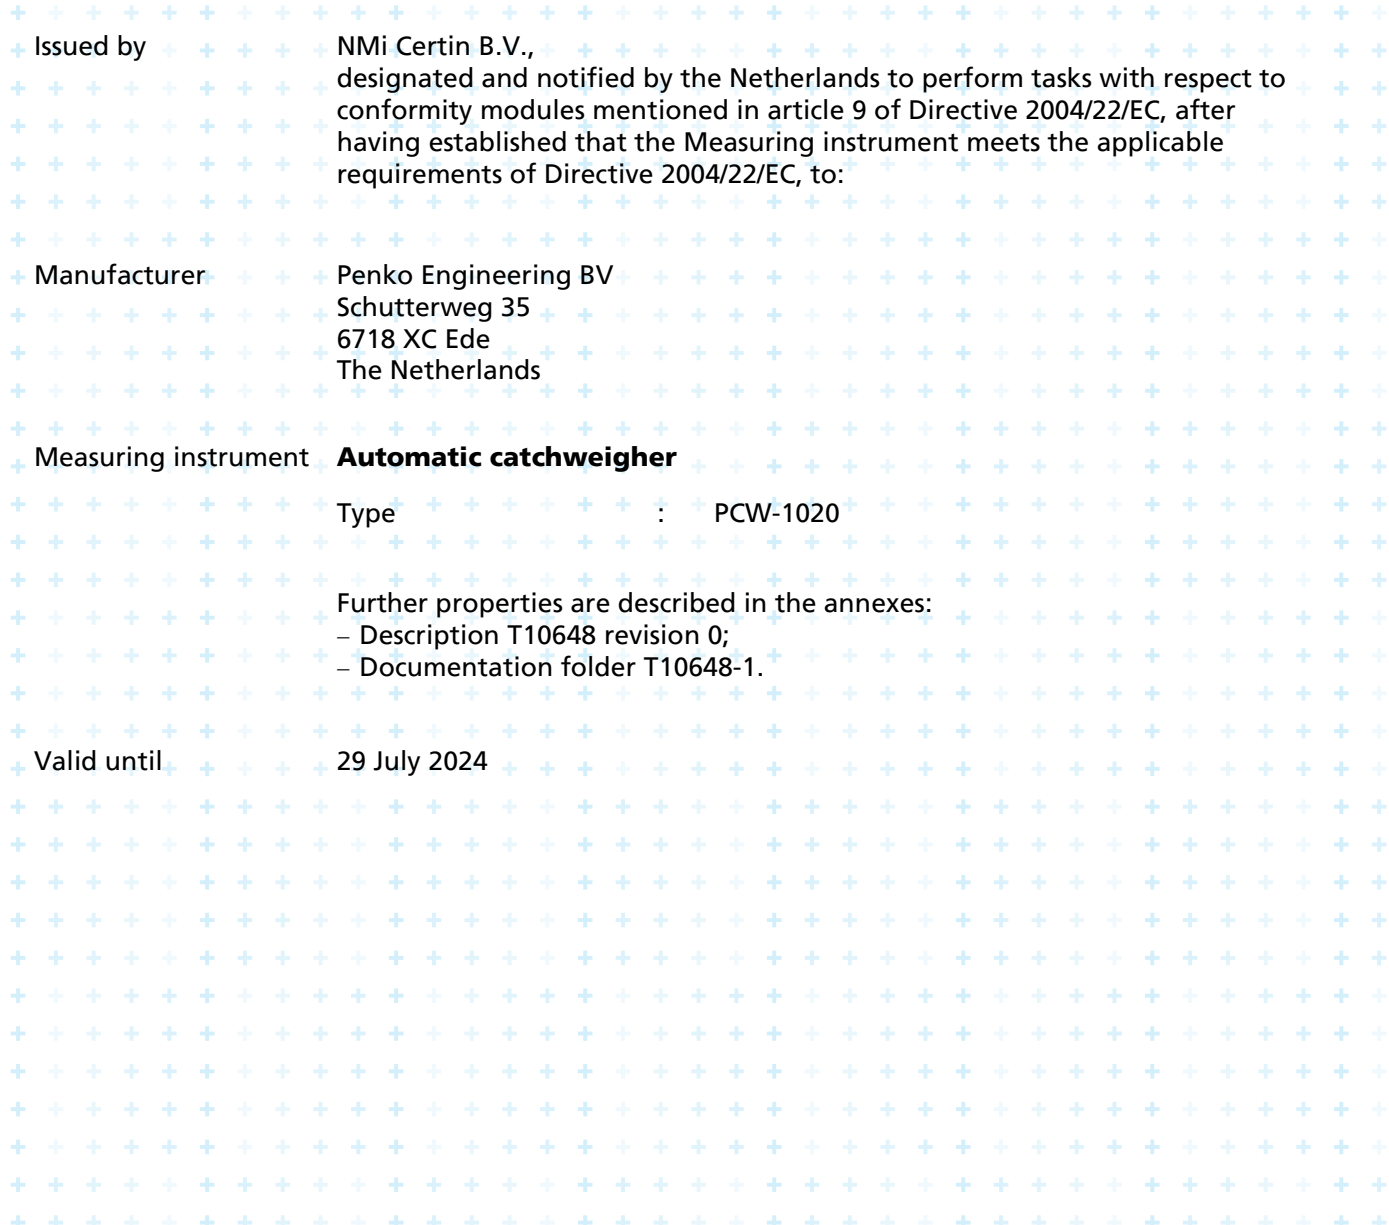 Issued by NMi Certin B.V.,
designated and notified by the Netherlands to perform tasks with respect to
conformity modules mentioned in article 9 of Directive 2004/22/EC, after
having established that the Measuring instrument meets the applicable
requirements of Directive 2004/22/EC, to:
Manufacturer Penko Engineering BV
Schutterweg 35
6718 XC Ede
The Netherlands
Measuring instrument Automatic catchweigher
Type : PCW-1020
Further properties are described in the annexes:
– Description T10648 revision 0;
– Documentation folder T10648-1.
Valid until 29 July 2024